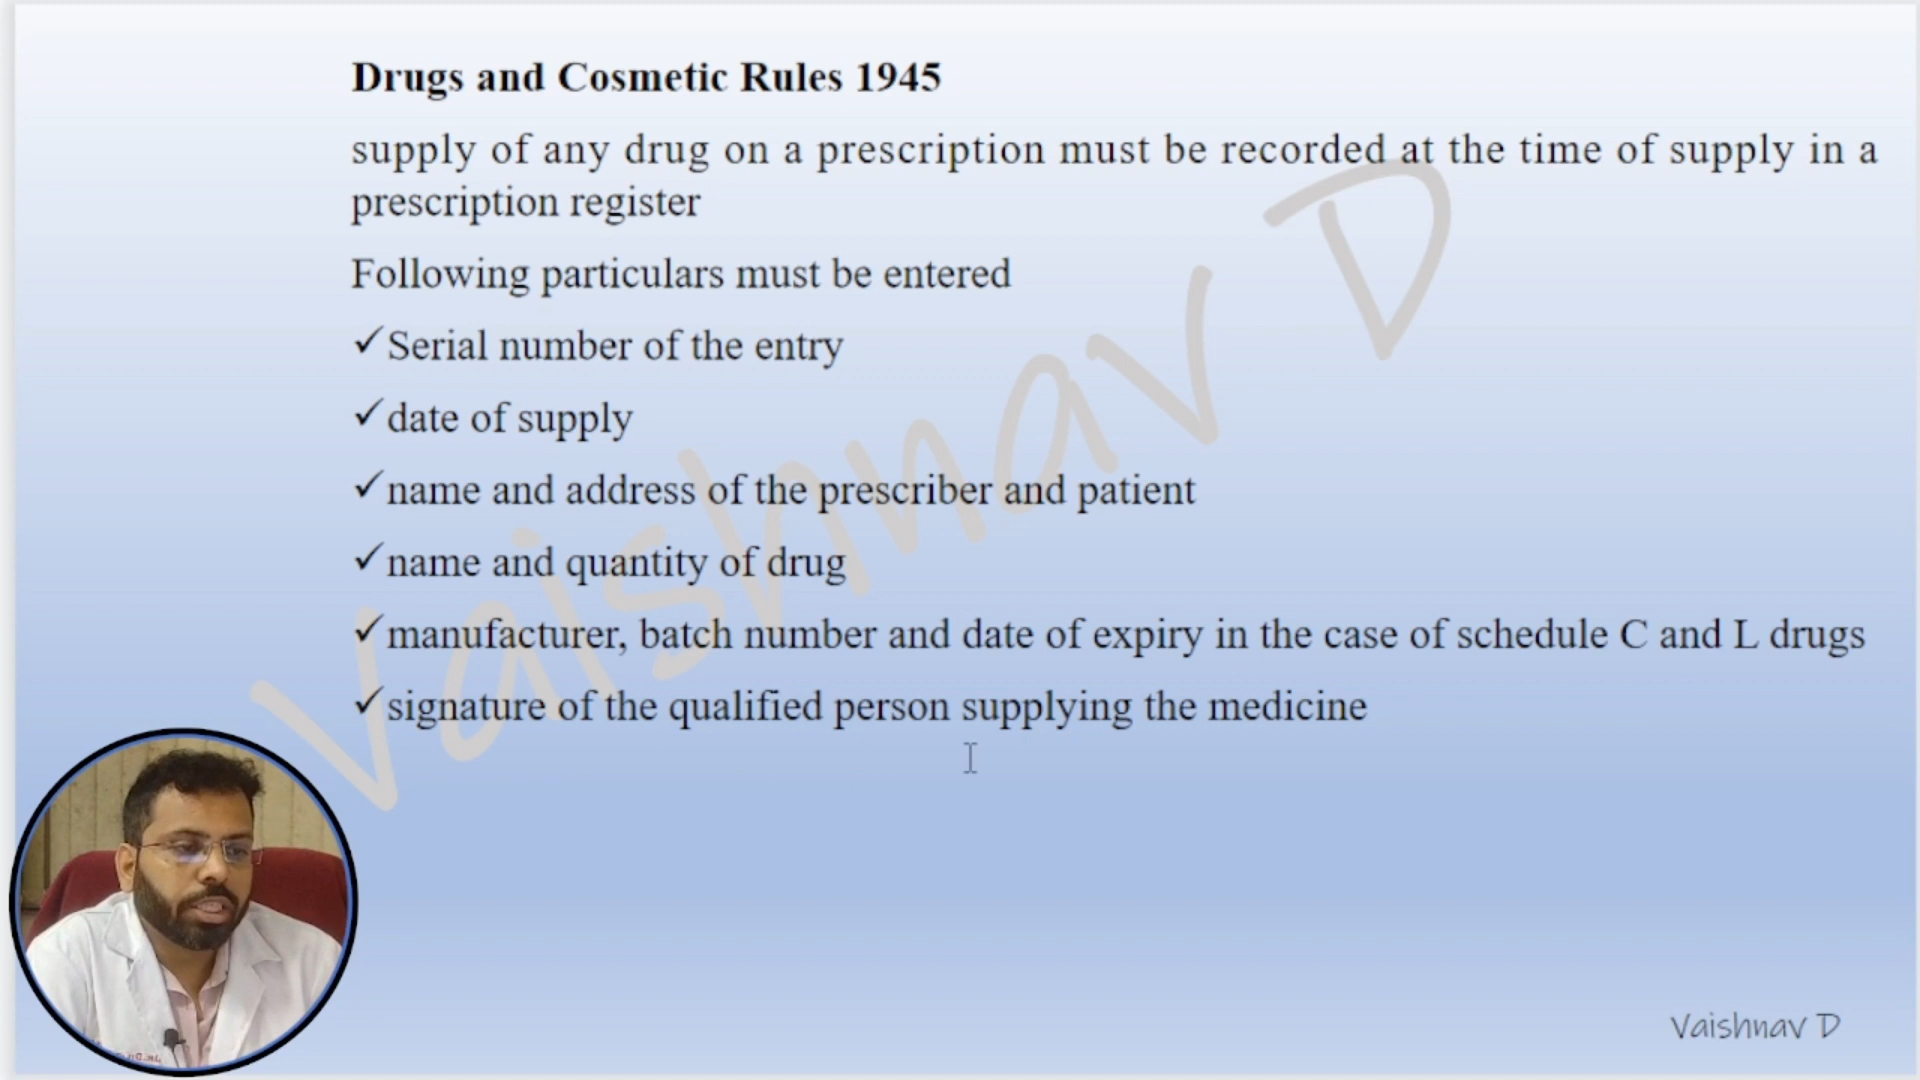 Drugs and Cosmetic Rules 1945
supply of any drug on a prescription must be recorded at the time of supply in a
prescription register
Following particulars must be entered
✓Serial number of the entry
✓date of supply
✓name and address of the prescriber and patient
✓name and quantity of drug
✓manufacturer, batch number and date of expiry in the case of schedule C and L drugs
✓signature of the qualified person supplying the medicine
Vaishnav D
Vaishnav D